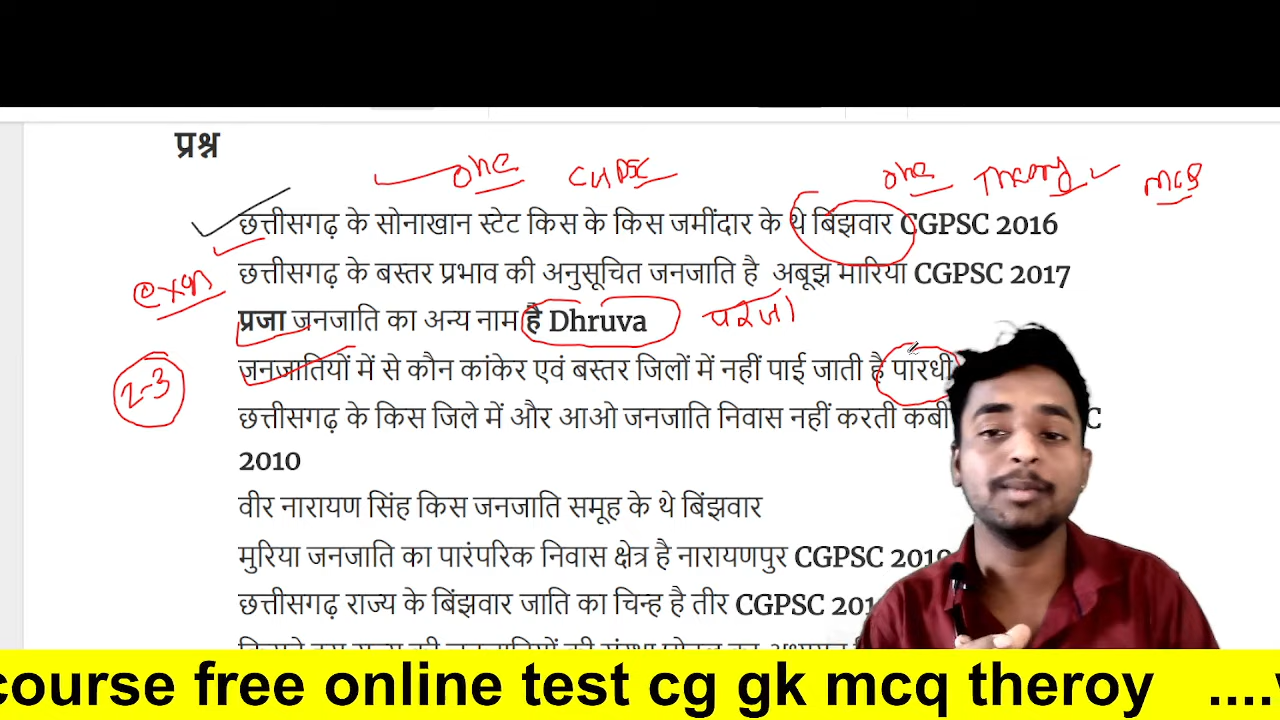 प्रश्न
one CGPSC one Theory mcq
छत्तीसगढ़ के सोनाखान स्टेट किस के किस जमींदार के थे बिंझवार CGPSC 2016
exam
छत्तीसगढ़ के बस्तर प्रभाव की अनुसूचित जनजाति है अबूझ मारिया CGPSC 2017
प्रजा जनजाति का अन्य नाम है Dhruva परजा
2-3
जनजातियों में से कौन कांकेर एवं बस्तर जिलों में नहीं पाई जाती है पारधी
छत्तीसगढ़ के किस जिले में और आओ जनजाति निवास नहीं करती
2010
वीर नारायण सिंह किस जनजाति समूह के थे बिंझवार
मुरिया जनजाति का पारंपरिक निवास क्षेत्र है नारायणपुर CGPSC
छत्तीसगढ़ राज्य के बिंझवार जाति का चिन्ह है तीर CGPSC
course free online test cg gk mcq theroy ....